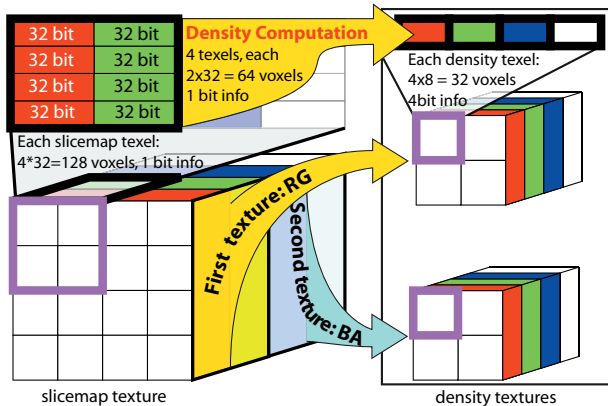 32 bit 32 bit
32 bit 32 bit
32 bit 32 bit
32 bit 32 bit
Density Computation
4 texels, each
2x32 = 64 voxels
1 bit info
Each density texel:
4x8 = 32 voxels
4bit info
Each slicemap texel:
4*32=128 voxels, 1 bit info
First texture: RG
Second texture: BA
slicemap texture
density textures